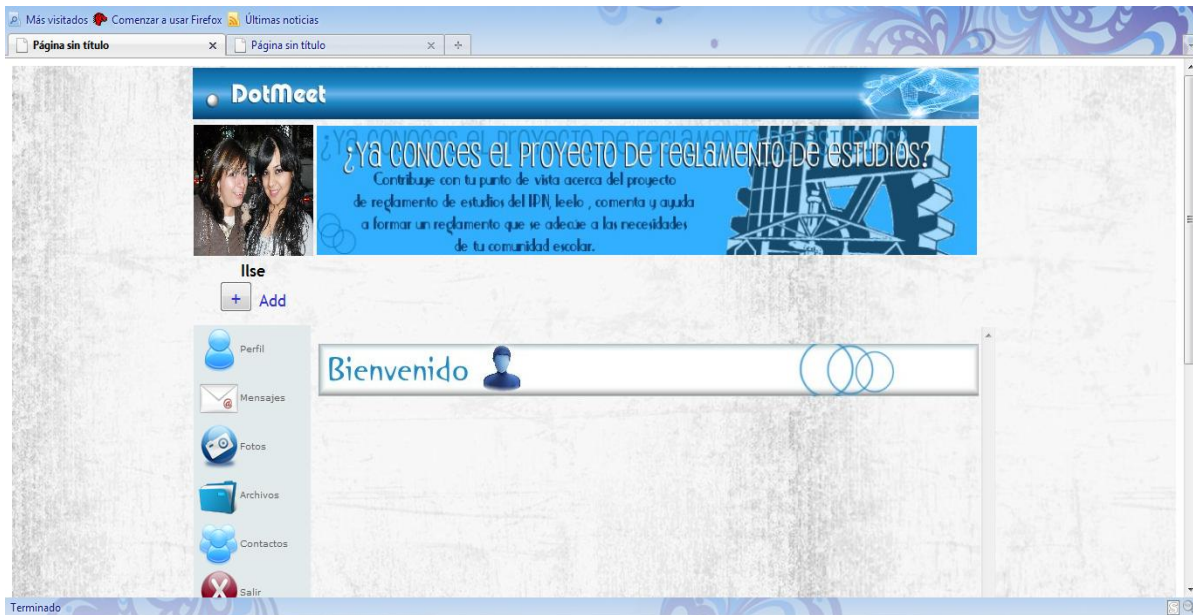 Más visitados Comenzar a usar Firefox Últimas noticias
Página sin título Página sin título
DotMeet
¿Ya conoces el proyecto de reglamento de estudios?
Contribuye con tu punto de vista acerca del proyecto
de reglamento de estudios del IPN, leelo , comenta y ayuda
a formar un reglamento que se adecúe a las necesidades
de tu comunidad escolar.
Ilse
+ Add
Perfil
Bienvenido
Mensajes
Fotos
Archivos
Contactos
Salir
Terminado